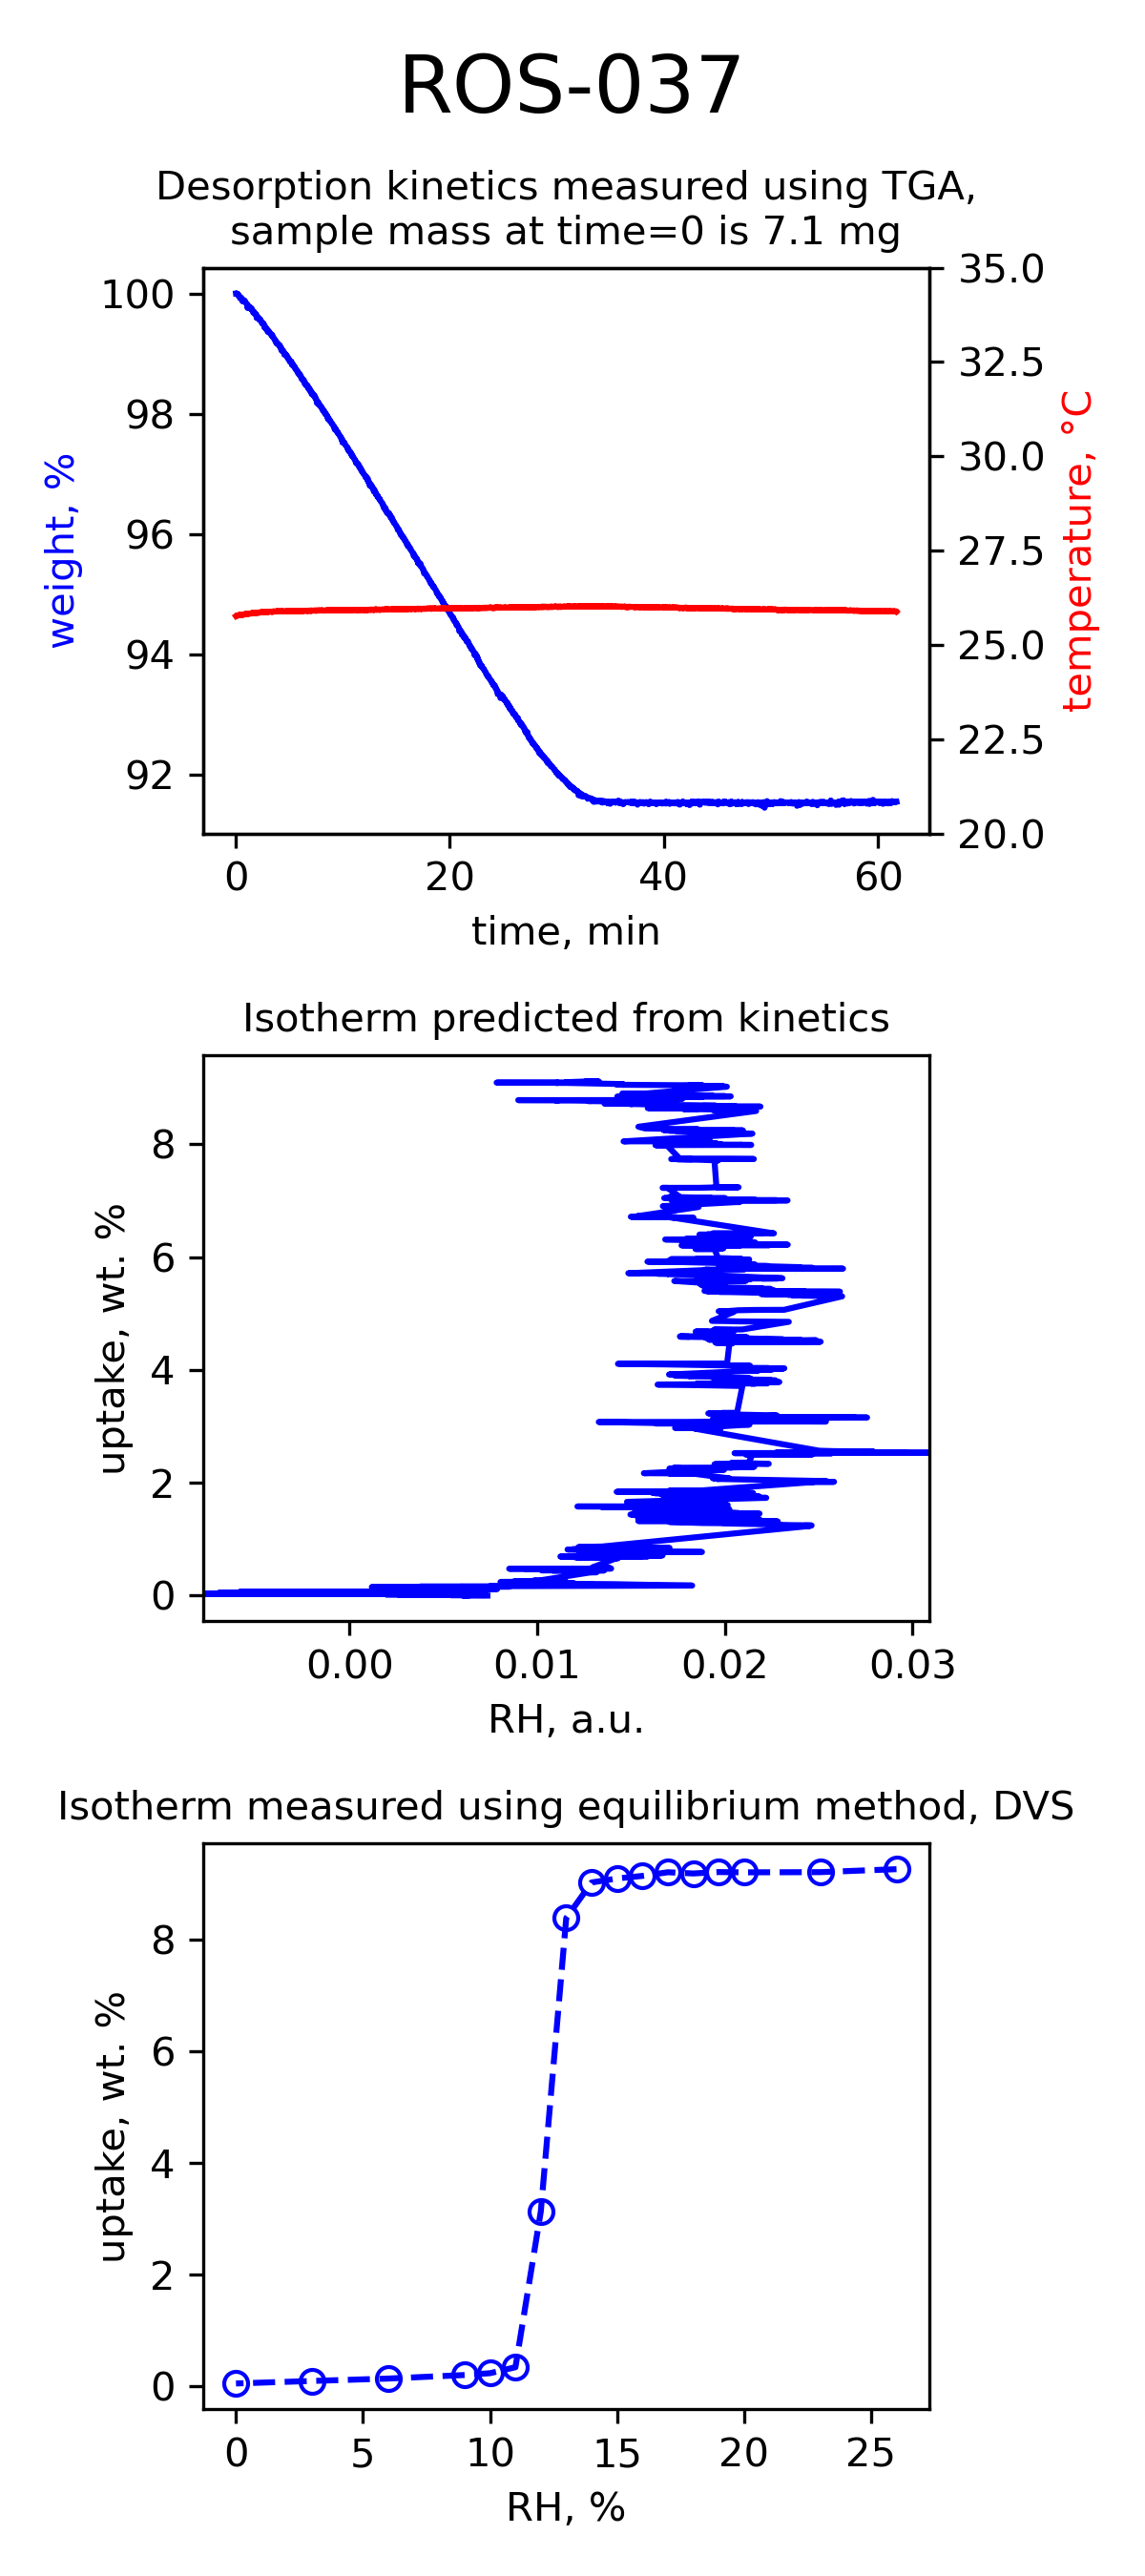 ROS-037
Desorption kinetics measured using TGA,
sample mass at time=0 is 7.1 mg
100
98
96
94
92
weight, %
35.0
32.5
30.0
27.5
25.0
22.5
20.0
temperature, °C
0 20 40 60
time, min
Isotherm predicted from kinetics
8
6
4
2
0
uptake, wt. %
0.00 0.01 0.02 0.03
RH, a.u.
Isotherm measured using equilibrium method, DVS
8
6
4
2
0
uptake, wt. %
0 5 10 15 20 25
RH, %